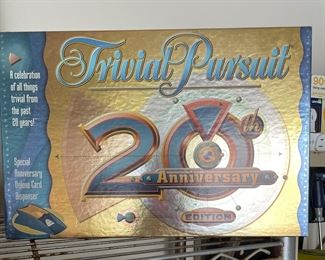 Trivial Pursuit
A celebration
of all things
trivial from
the past
20 years!
20th
Anniversary
EDITION
Special
Anniversary
Deluxe Card
Dispenser
90